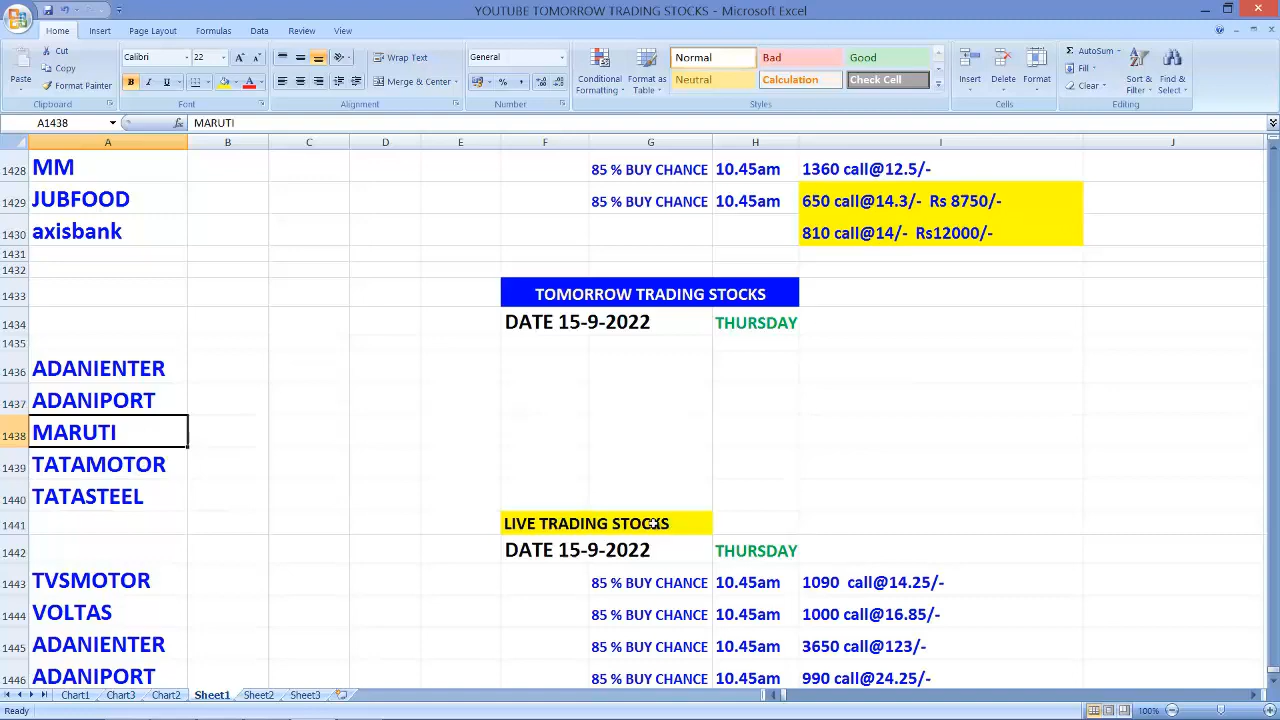 YOUTUBE TOMORROW TRADING STOCKS - Microsoft Excel
Home Insert Page Layout Formulas Data Review View
Cut
Copy
Format Painter
Clipboard
Calibri 22
B I U
Font
Wrap Text
Merge & Center
Alignment
General
Number
Conditional Formatting
Format as Table
Normal Bad Good
Neutral Calculation Check Cell
Styles
Insert Delete Format
Cells
AutoSum
Fill
Clear
Sort & Filter
Find & Select
Editing
A1438 fx MARUTI
A B C D E F G H I J
1428 MM 85 % BUY CHANCE 10.45am 1360 call@12.5/-
1429 JUBFOOD 85 % BUY CHANCE 10.45am 650 call@14.3/- Rs 8750/-
1430 axisbank 810 call@14/- Rs12000/-
1431
1432
1433 TOMORROW TRADING STOCKS
1434 DATE 15-9-2022 THURSDAY
1435
1436 ADANIENTER
1437 ADANIPORT
1438 MARUTI
1439 TATAMOTOR
1440 TATASTEEL
1441 LIVE TRADING STOCKS
1442 DATE 15-9-2022 THURSDAY
1443 TVSMOTOR 85 % BUY CHANCE 10.45am 1090 call@14.25/-
1444 VOLTAS 85 % BUY CHANCE 10.45am 1000 call@16.85/-
1445 ADANIENTER 85 % BUY CHANCE 10.45am 3650 call@123/-
1446 ADANIPORT 85 % BUY CHANCE 10.45am 990 call@24.25/-
Chart1 Chart3 Chart2 Sheet1 Sheet2 Sheet3
Ready 100%